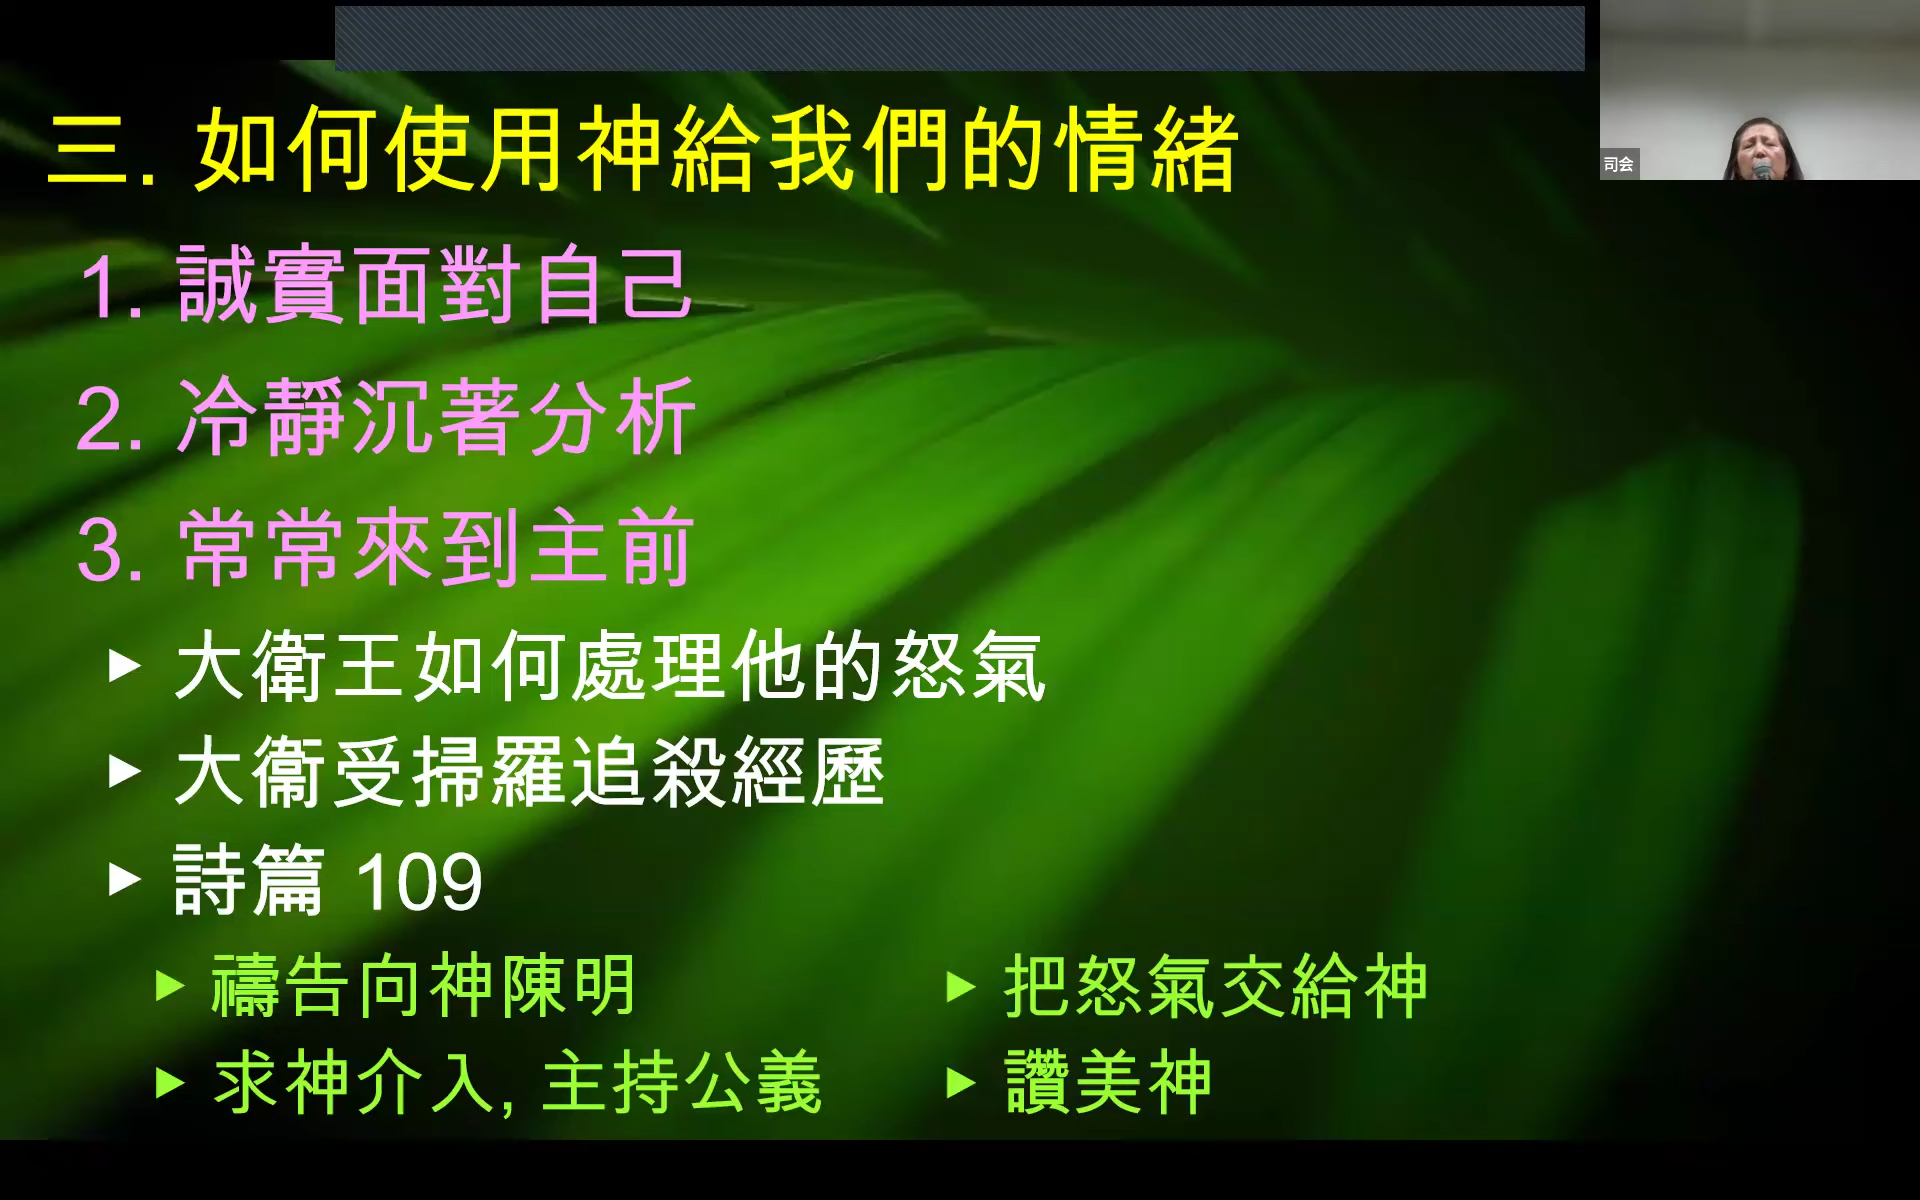 三. 如何使用神給我們的情緒
司会
1. 誠實面對自己
2. 冷靜沉著分析
3. 常常來到主前
▶ 大衛王如何處理他的怒氣
▶ 大衞受掃羅追殺經歷
▶ 詩篇 109
▶ 禱告向神陳明
▶ 把怒氣交給神
▶ 求神介入, 主持公義
▶ 讚美神